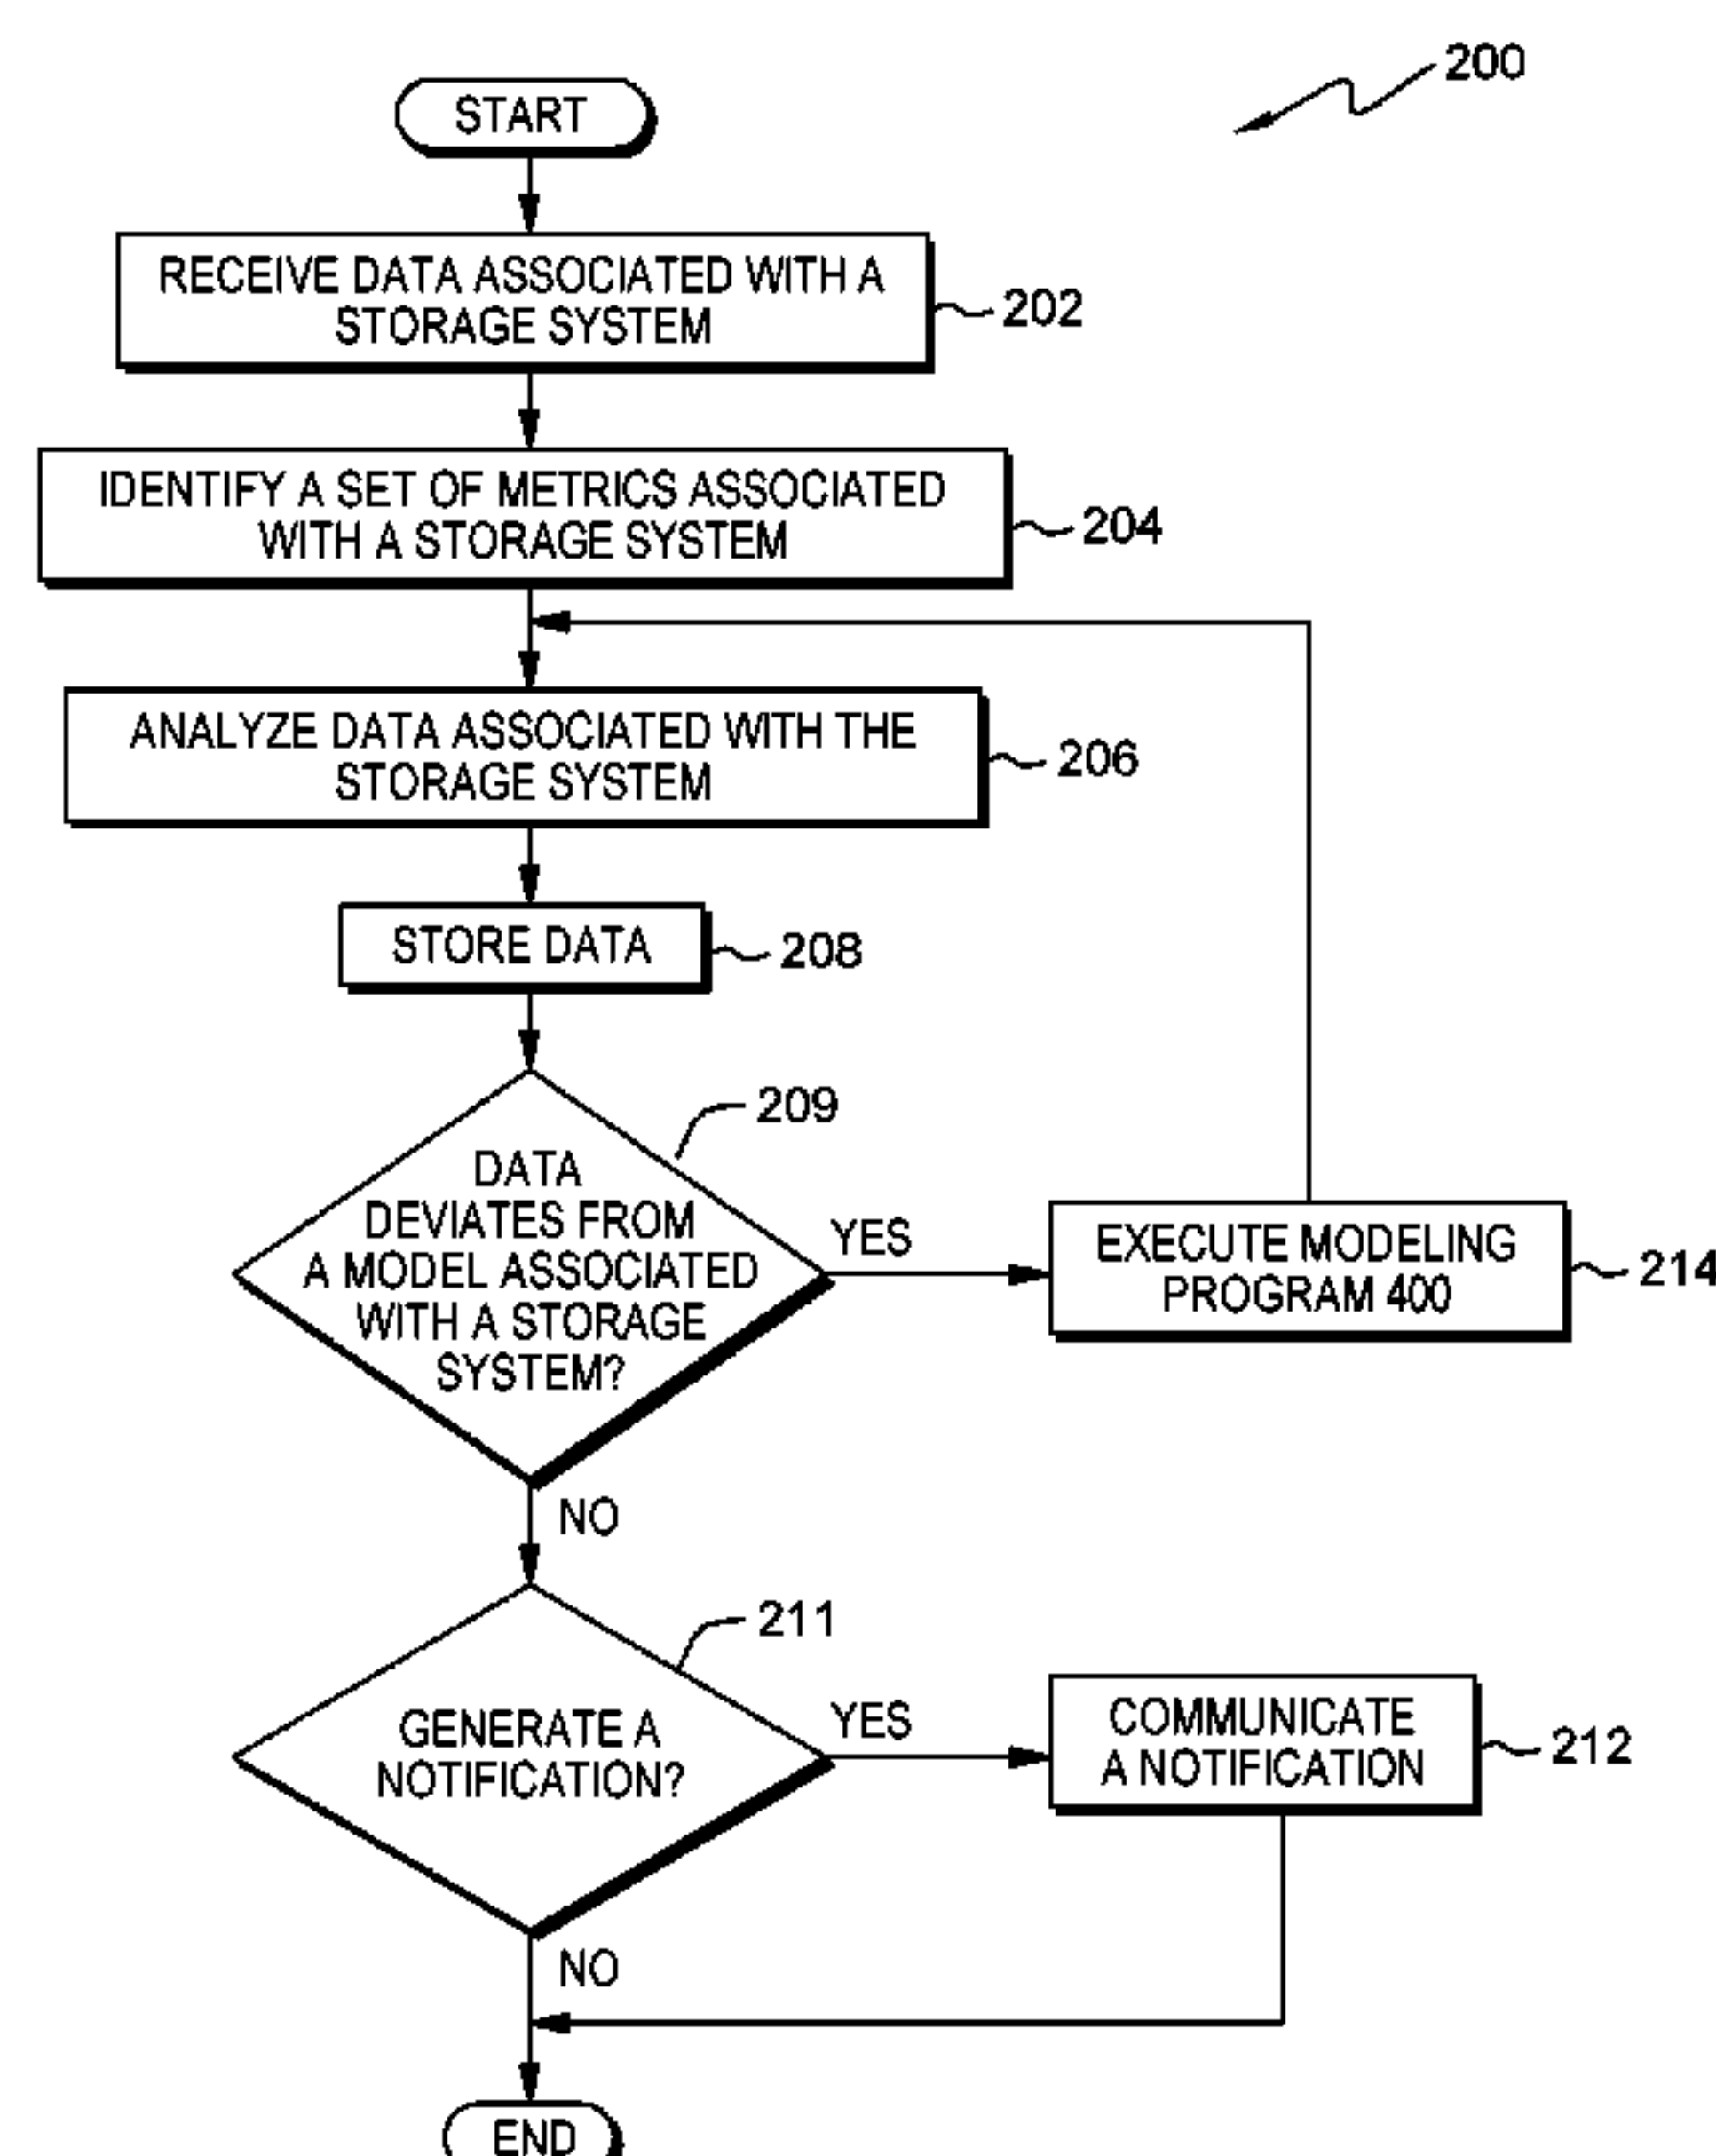 200
START
RECEIVE DATA ASSOCIATED WITH A
STORAGE SYSTEM
202
IDENTIFY A SET OF METRICS ASSOCIATED
WITH A STORAGE SYSTEM
204
ANALYZE DATA ASSOCIATED WITH THE
STORAGE SYSTEM
206
STORE DATA
208
209
DATA
DEVIATES FROM
A MODEL ASSOCIATED
WITH A STORAGE
SYSTEM?
YES
EXECUTE MODELING
PROGRAM 400
214
NO
211
GENERATE A
NOTIFICATION?
YES
COMMUNICATE
A NOTIFICATION
212
NO
END